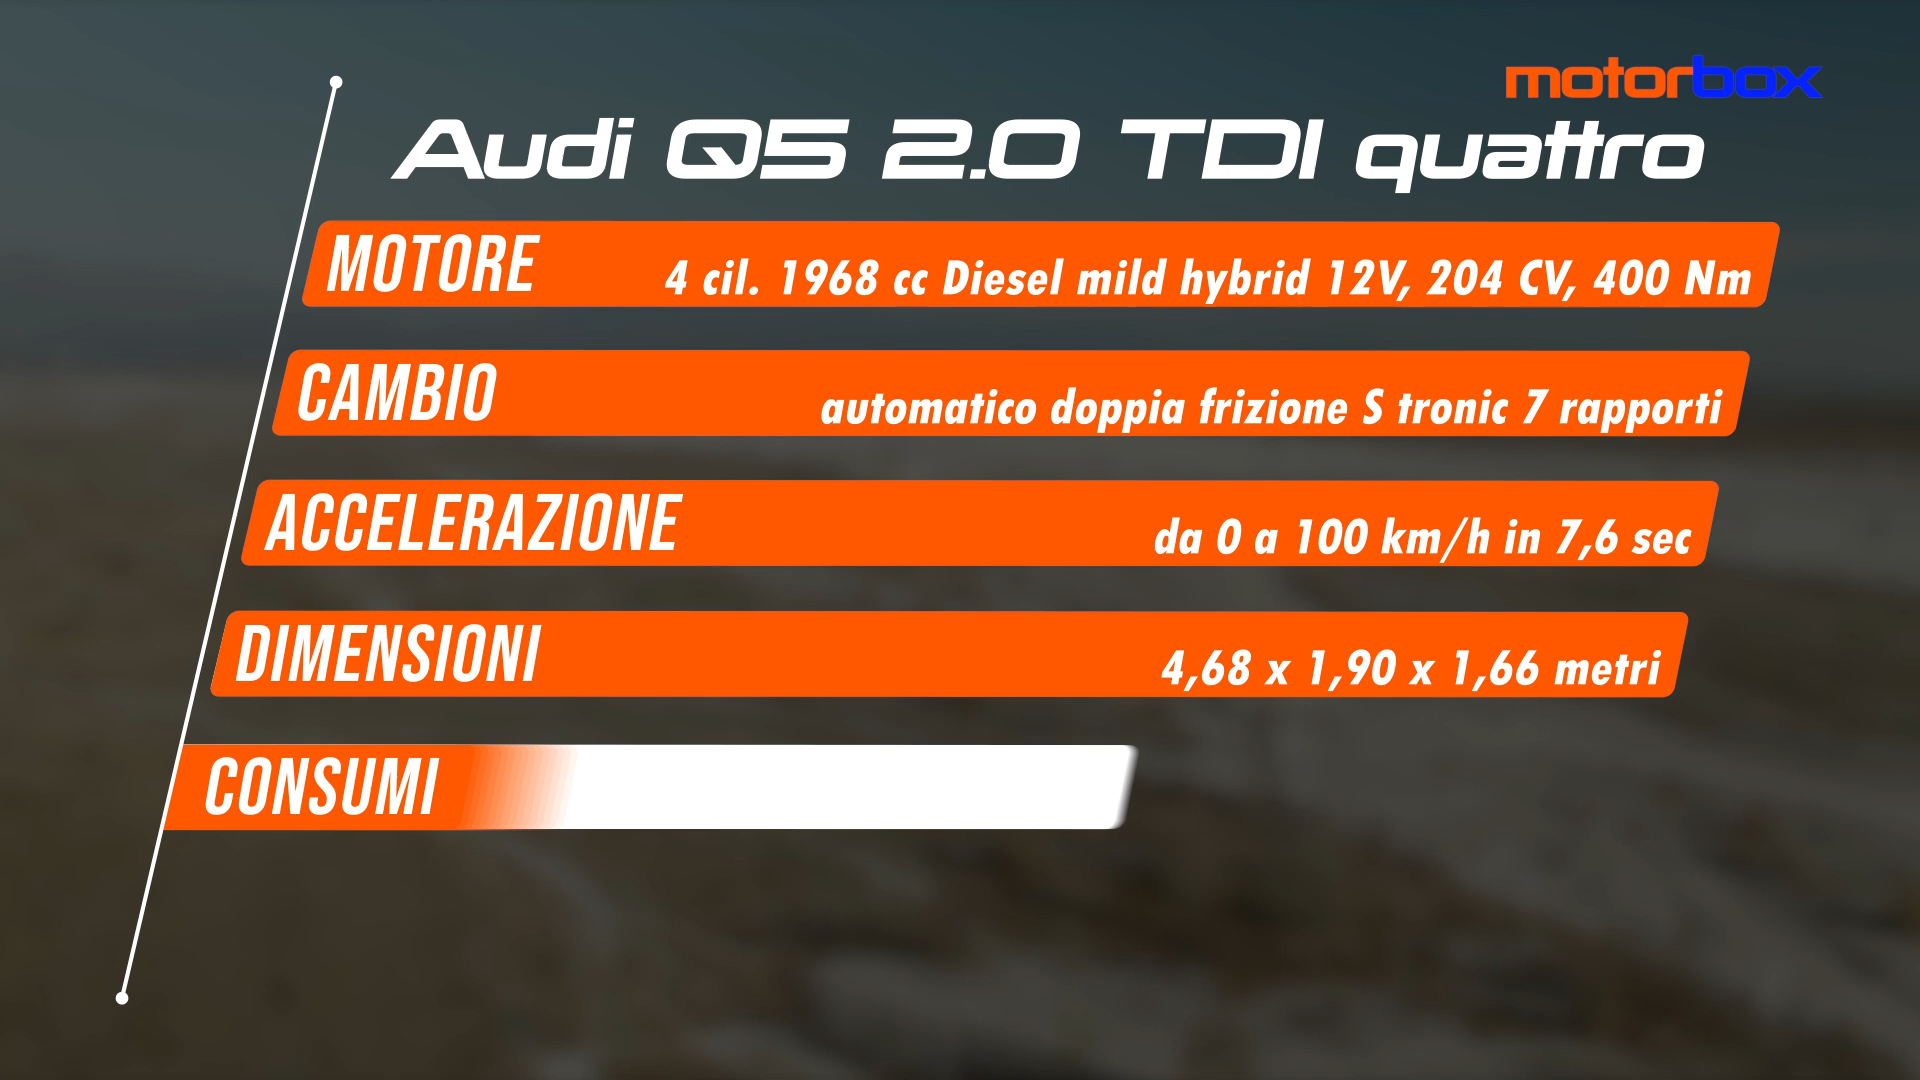 motorbox
Audi Q5 2.0 TDI quattro
MOTORE 4 cil. 1968 cc Diesel mild hybrid 12V, 204 CV, 400 Nm
CAMBIO automatico doppia frizione S tronic 7 rapporti
ACCELERAZIONE da 0 a 100 km/h in 7,6 sec
DIMENSIONI 4,68 x 1,90 x 1,66 metri
CONSUMI